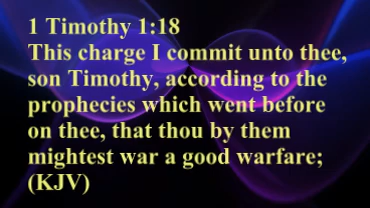 1 Timothy 1:18
This charge I commit unto thee,
son Timothy, according to the
prophecies which went before
on thee, that thou by them
mightest war a good warfare;
(KJV)